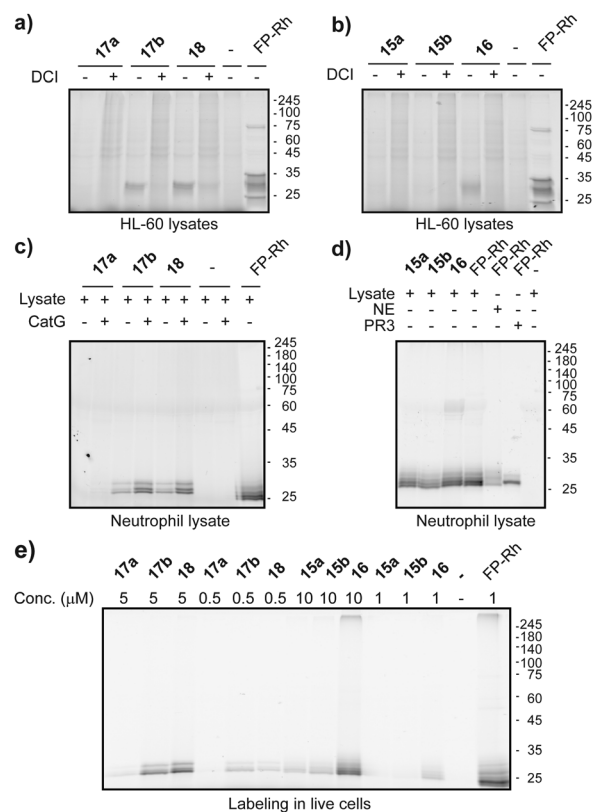 a)
17a 17b 18 - FP-Rh
DCI - + - + - + - -
-245
-100
- 75
- 60
- 45
- 35
- 25
HL-60 lysates
b)
15a 15b 16 - FP-Rh
DCI - + - + - + - -
-245
-100
- 75
- 60
- 45
- 35
- 25
HL-60 lysates
c)
17a 17b 18 - FP-Rh
Lysate + + + + + + + + +
CatG - + - + - + - + -
- 245
- 180
- 140
- 100
- 75
- 60
- 45
- 35
- 25
Neutrophil lysate
d)
15a 15b 16 FP-Rh FP-Rh FP-Rh -
Lysate + + + + - - +
NE - - - - + - -
PR3 - - - - - + -
- 245
- 180
- 140
- 100
- 75
- 60
- 45
- 35
- 25
Neutrophil lysate
e)
17a 17b 18 17a 17b 18 15a 15b 16 15a 15b 16 - FP-Rh
Conc. (μM) 5 5 5 0.5 0.5 0.5 10 10 10 1 1 1 - 1
-245
-180
-140
-100
- 75
- 60
- 45
- 35
- 25
Labeling in live cells